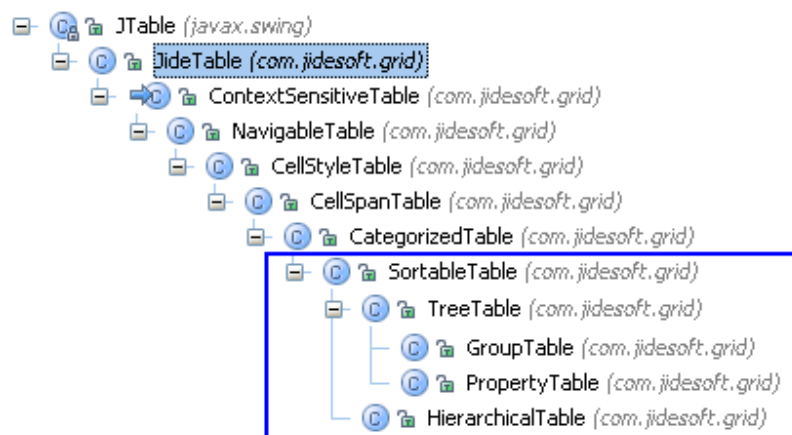 JTable (javax.swing)
JideTable (com.jidesoft.grid)
ContextSensitiveTable (com.jidesoft.grid)
NavigableTable (com.jidesoft.grid)
CellStyleTable (com.jidesoft.grid)
CellSpanTable (com.jidesoft.grid)
CategorizedTable (com.jidesoft.grid)
SortableTable (com.jidesoft.grid)
TreeTable (com.jidesoft.grid)
GroupTable (com.jidesoft.grid)
PropertyTable (com.jidesoft.grid)
HierarchicalTable (com.jidesoft.grid)